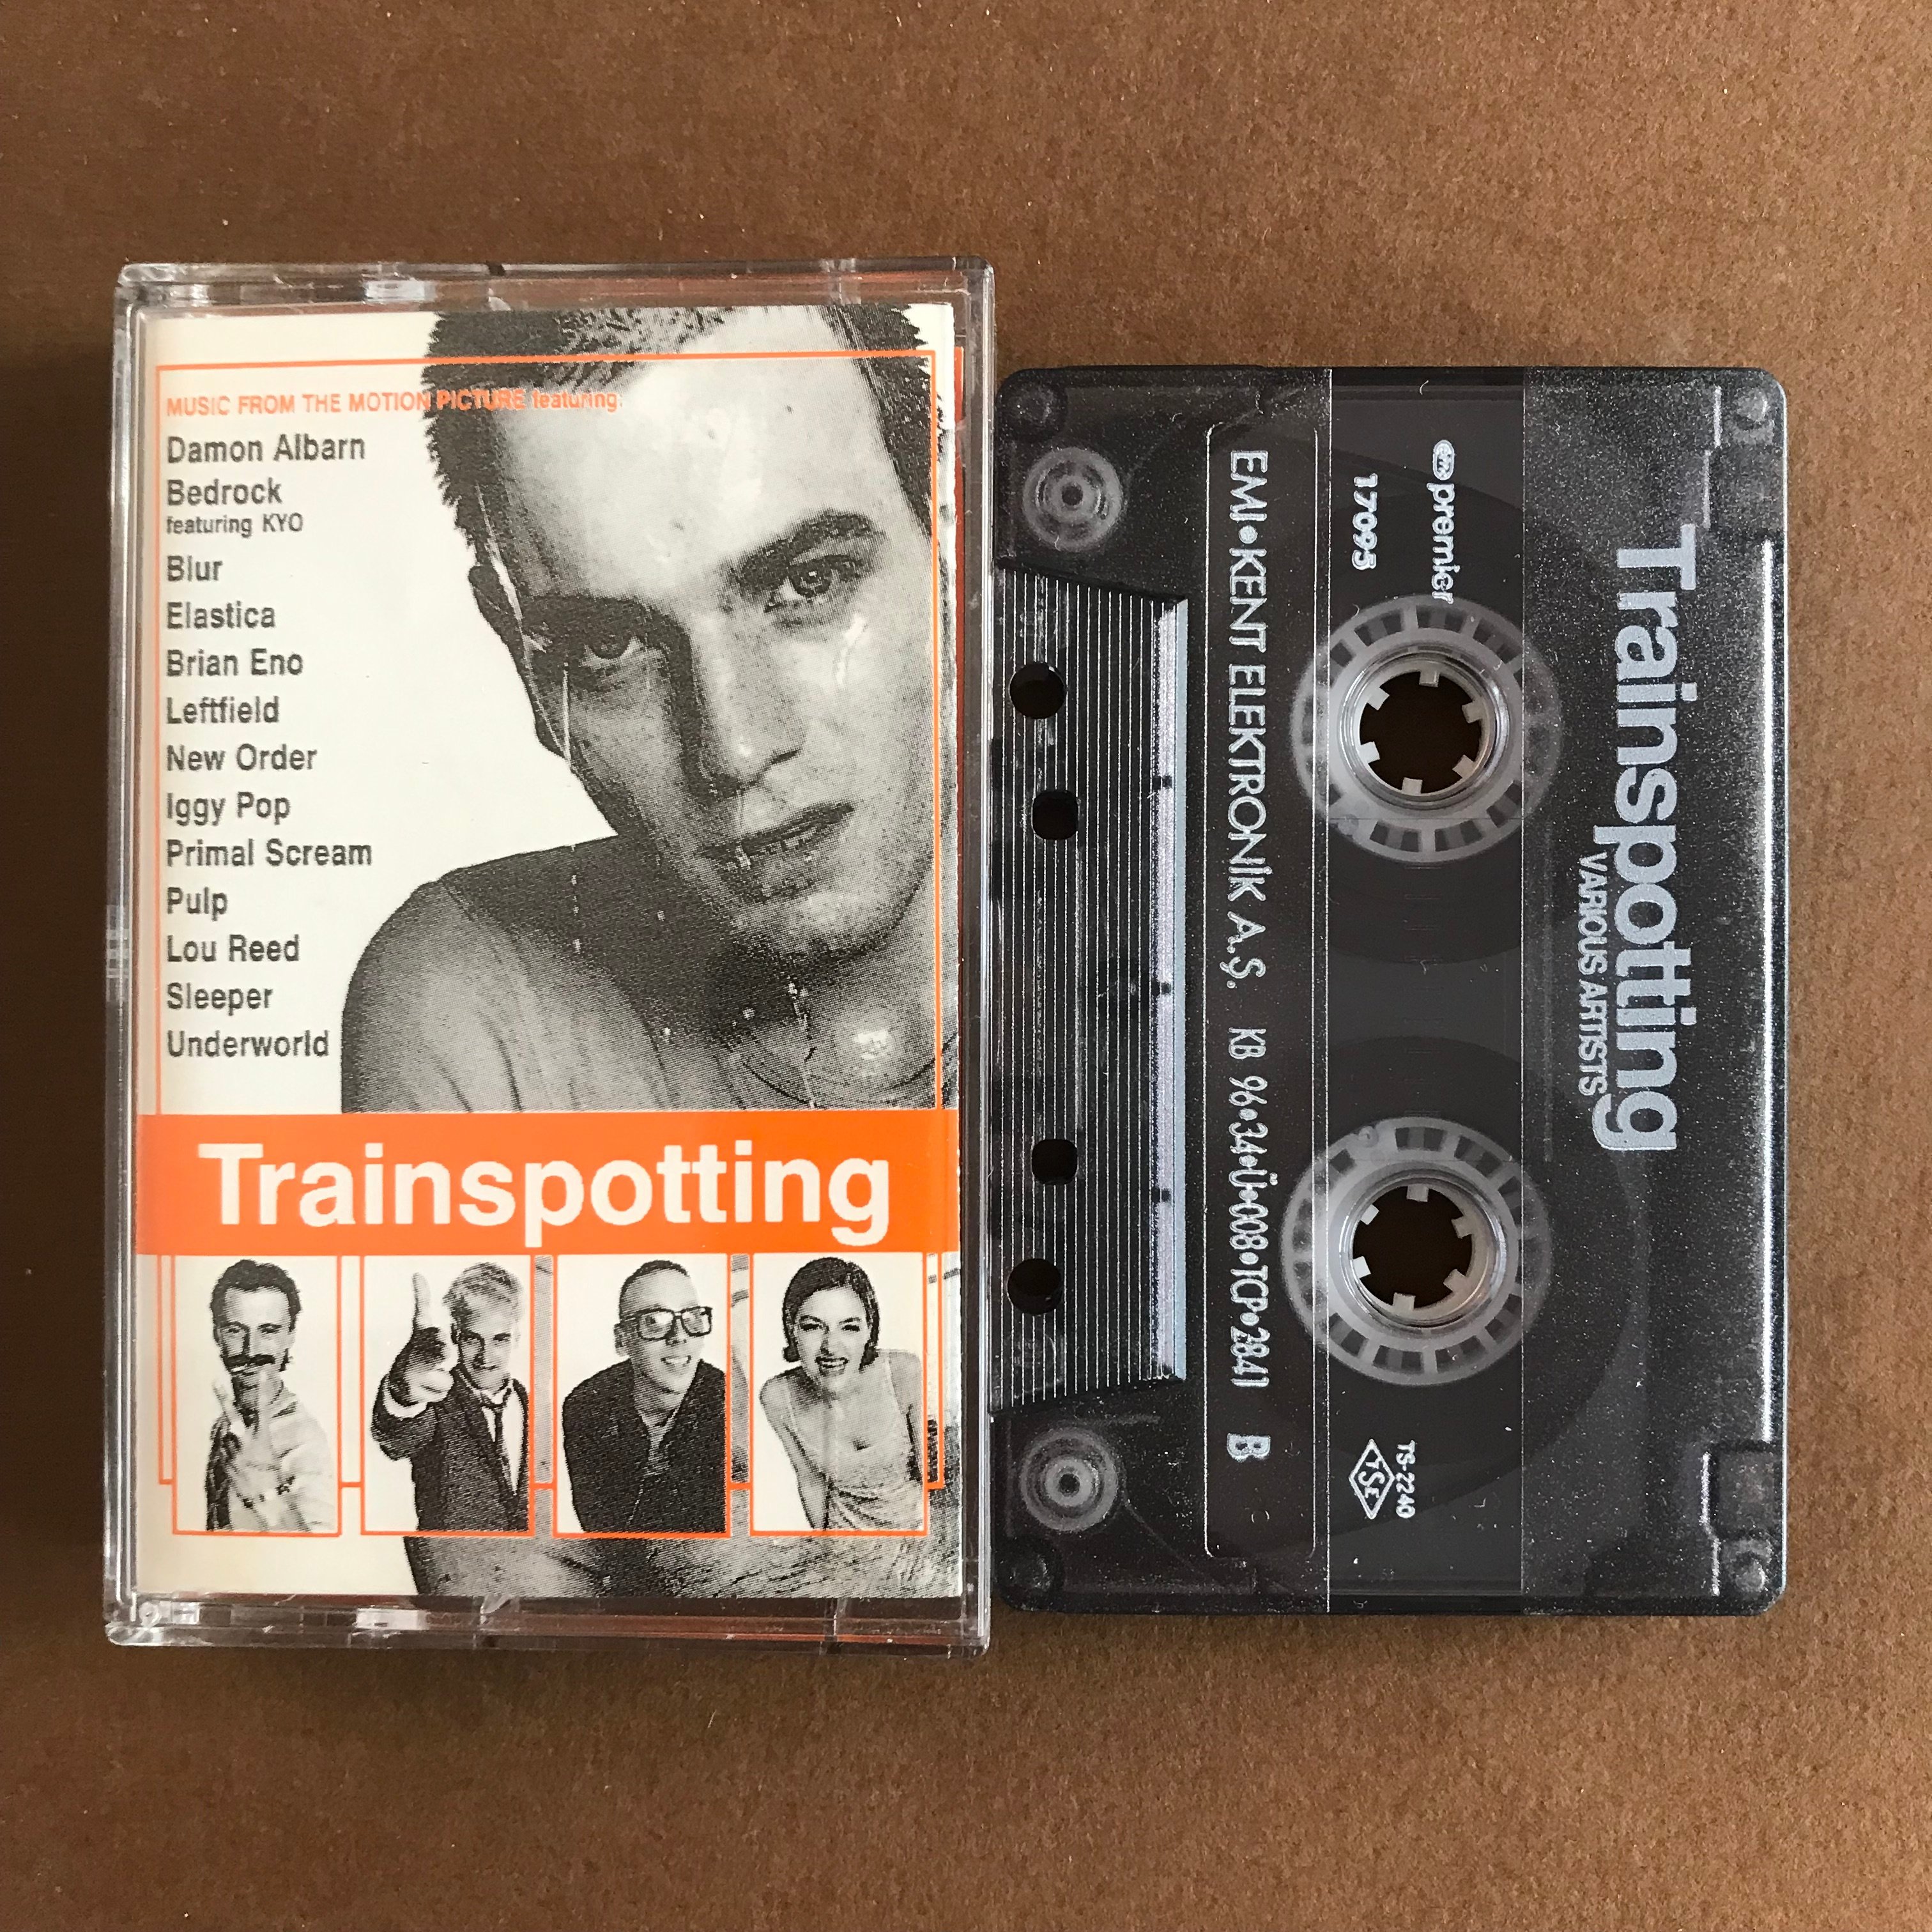 MUSIC FROM THE MOTION PICTURE featuring:
Damon Albarn
Bedrock
featuring KYO
Blur
Elastica
Brian Eno
Leftfield
New Order
Iggy Pop
Primal Scream
Pulp
Lou Reed
Sleeper
Underworld
Trainspotting
Trainspotting
VARIOUS ARTISTS
premier
17095
TS-2240
TSE
EMI•KENT ELEKTRONİK A.Ş. KB 96•34•Ü•008•TCP•2841 B